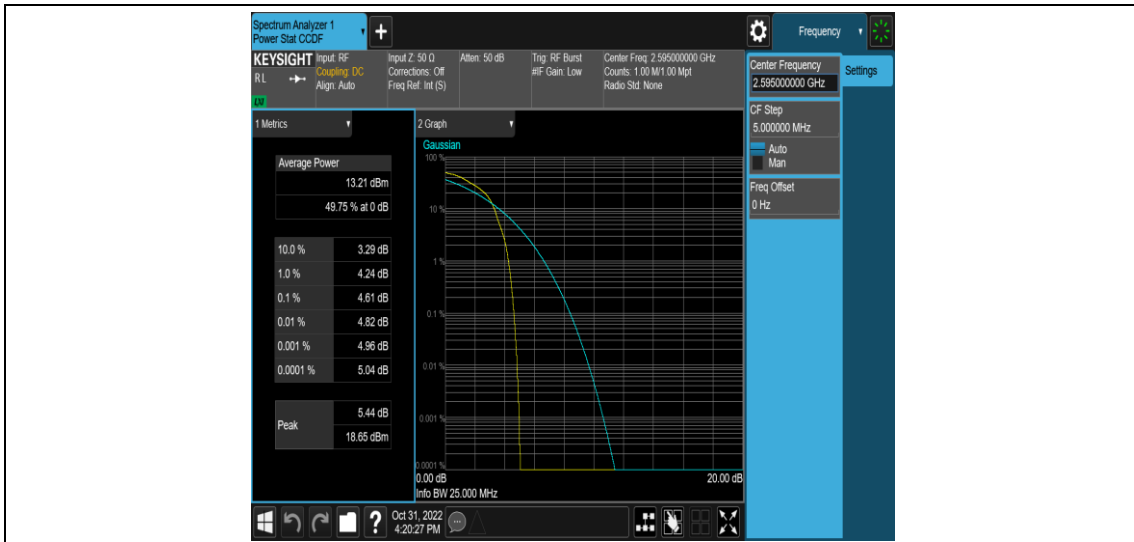 Spectrum Analyzer 1
Power Stat CCDF
Frequency
KEYSIGHT
RL
Input: RF
Coupling: DC
Align: Auto
Input Z: 50 Ω
Corrections: Off
Freq Ref: Int (S)
Atten: 50 dB
Trig: RF Burst
#IF Gain: Low
Center Freq: 2.595000000 GHz
Counts: 1.00 M/1.00 Mpt
Radio Std: None
1 Metrics
Average Power
13.21 dBm
49.75 % at 0 dB
10.0 % 3.29 dB
1.0 % 4.24 dB
0.1 % 4.61 dB
0.01 % 4.82 dB
0.001 % 4.96 dB
0.0001 % 5.04 dB
Peak
5.44 dB
18.65 dBm
2 Graph
Gaussian
100 %
10 %
1 %
0.1 %
0.01 %
0.001 %
0.0001 %
0.00 dB 20.00 dB
Info BW 25.000 MHz
Center Frequency
2.595000000 GHz
Settings
CF Step
5.000000 MHz
Auto
Man
Freq Offset
0 Hz
?
Oct 31, 2022
4:20:27 PM